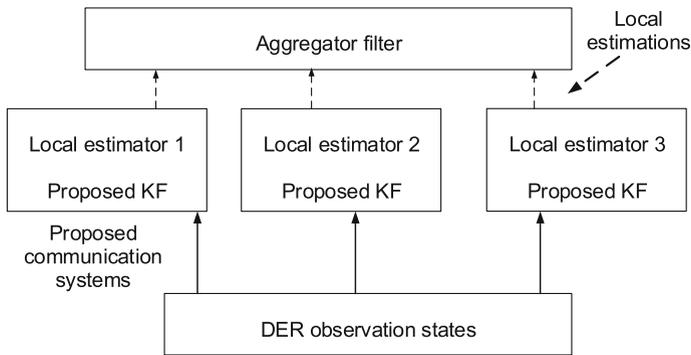 Local
estimations
Aggregator filter
Local estimator 1
Proposed KF
Local estimator 2
Proposed KF
Local estimator 3
Proposed KF
Proposed
communication
systems
DER observation states